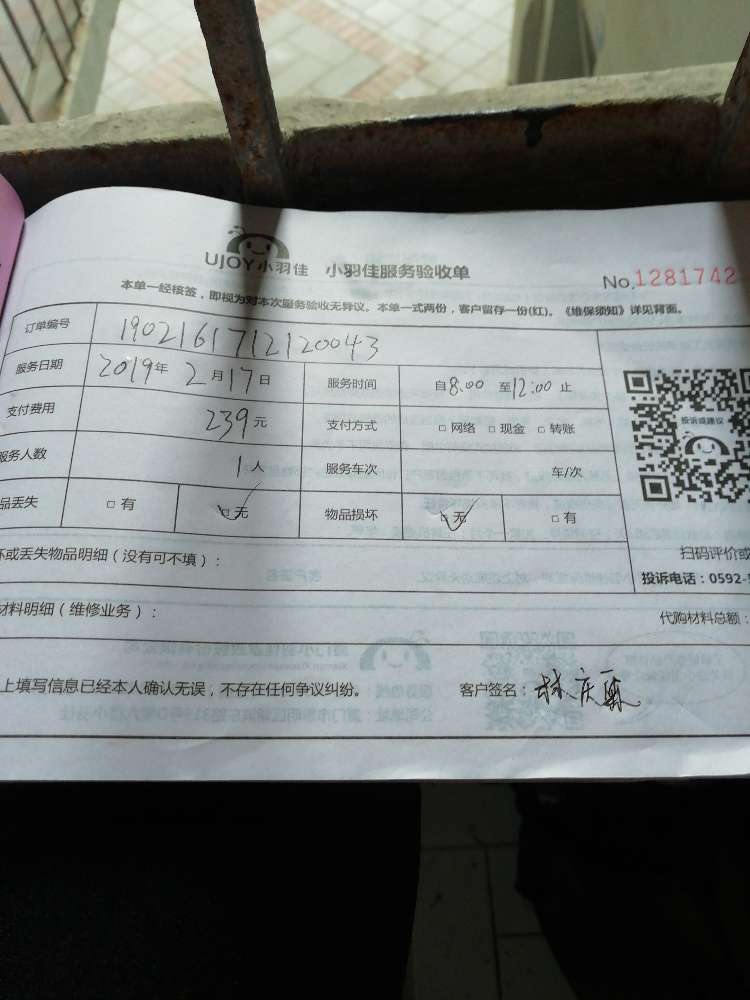 UJOY小羽佳 小羽佳服务验收单 No.1281742
本单一经核签，即视为对本次服务验收无异议。本单一式两份，客户留存一份(红)。《维保须知》详见背面。
订单编号 190216171212 0043
服务日期 2019年 2月17日 服务时间 自8:00 至12:00 止
支付费用 239元 支付方式 □ 网络 □ 现金 □ 转账
服务人数 1人 服务车次 车/次
品丢失 □ 有 □ 无 物品损坏 □ 无 □ 有
投诉或建议
坏或丢失物品明细（没有可不填）： 扫码评价或
投诉电话：0592-
材料明细（维修业务）： 代购材料总额：
上填写信息已经本人确认无误，不存在任何争议纠纷。 客户签名：林庆